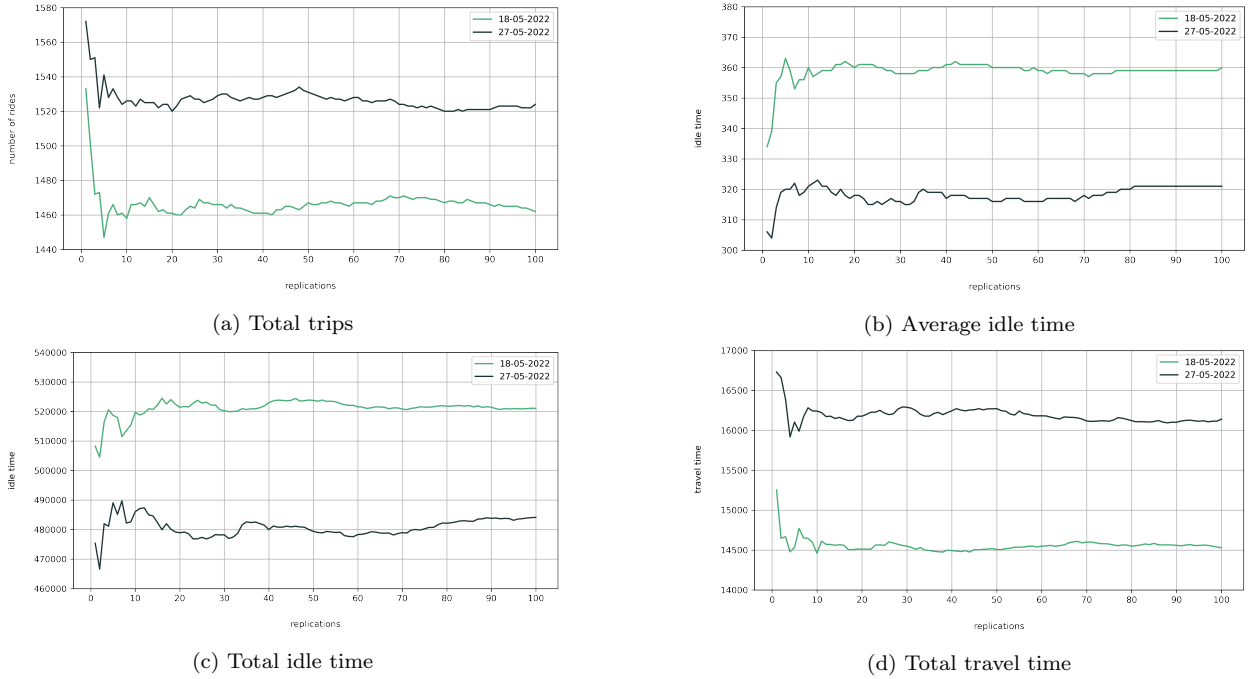 1580
1560
1540
1520
1500
1480
1460
1440
number of rides
0 10 20 30 40 50 60 70 80 90 100
replications
18-05-2022
27-05-2022
(a) Total trips
380
370
360
350
340
330
320
310
300
idle time
0 10 20 30 40 50 60 70 80 90 100
replications
18-05-2022
27-05-2022
(b) Average idle time
540000
530000
520000
510000
500000
490000
480000
470000
460000
idle time
0 10 20 30 40 50 60 70 80 90 100
replications
18-05-2022
27-05-2022
(c) Total idle time
17000
16500
16000
15500
15000
14500
14000
travel time
0 10 20 30 40 50 60 70 80 90 100
replications
18-05-2022
27-05-2022
(d) Total travel time